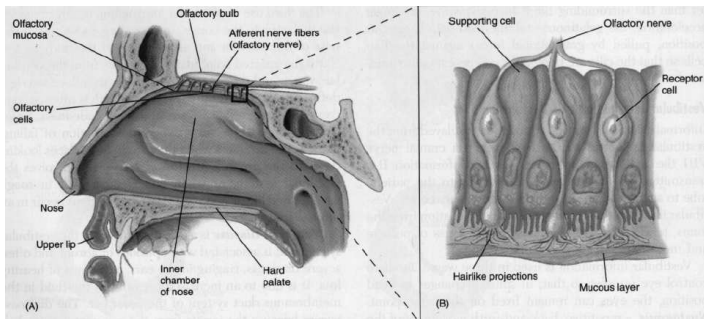 Olfactory bulb
Olfactory
mucosa
Afferent nerve fibers
(olfactory nerve)
Olfactory
cells
Nose
Upper lip
Inner
chamber
of nose
Hard
palate
(A)
Supporting cell
Olfactory nerve
Receptor
cell
Hairlike projections
Mucous layer
(B)